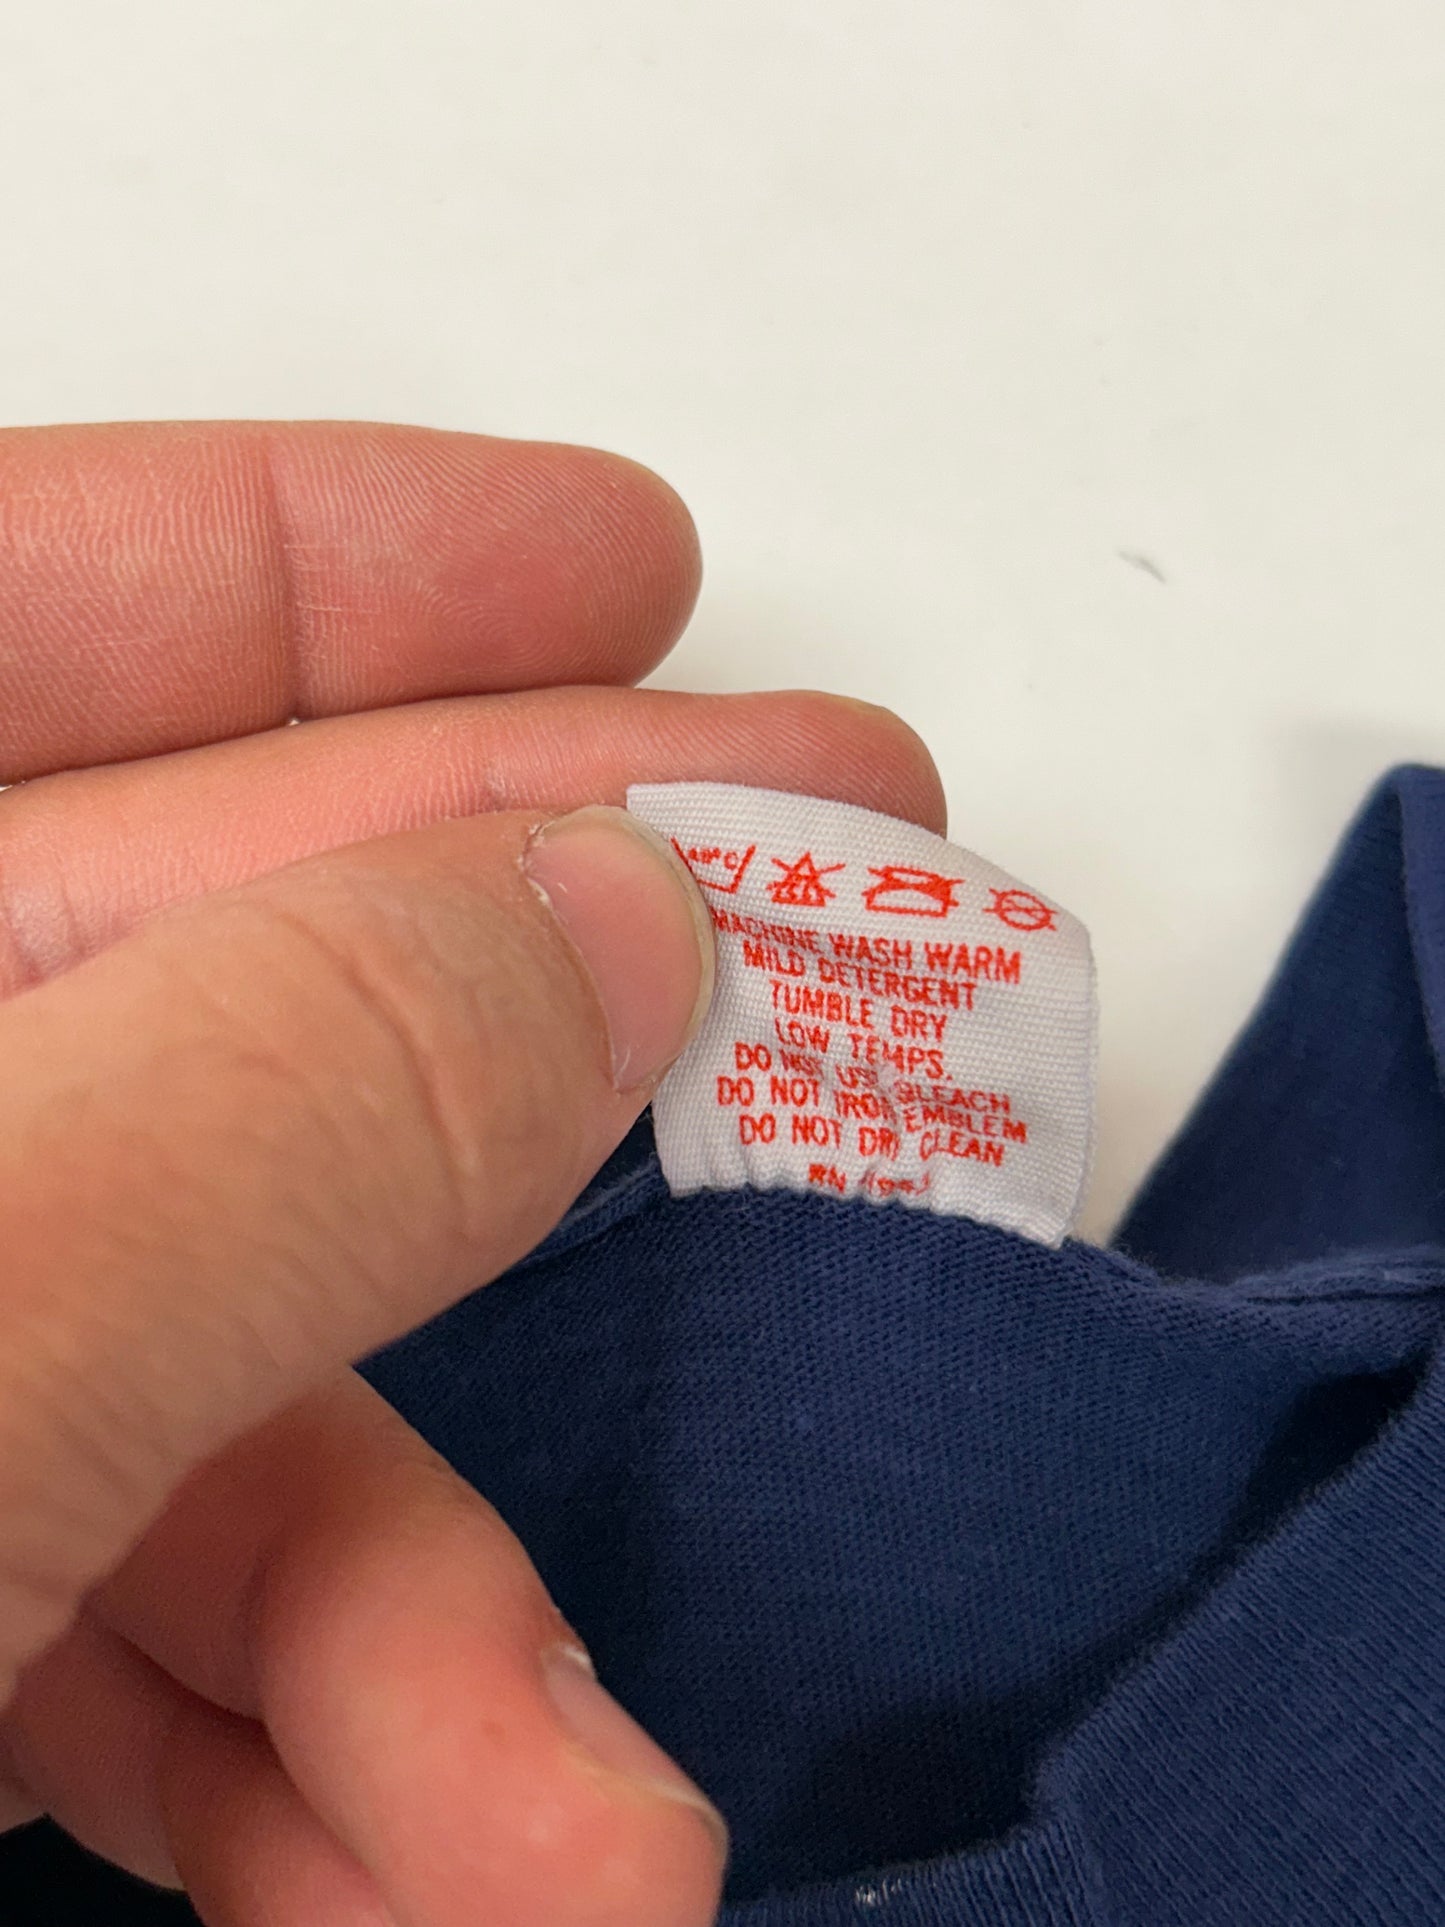 MACHINE WASH WARM
MILD DETERGENT
TUMBLE DRY
LOW TEMPS.
DO NOT USE BLEACH
DO NOT IRON EMBLEM
DO NOT DRY CLEAN
RN